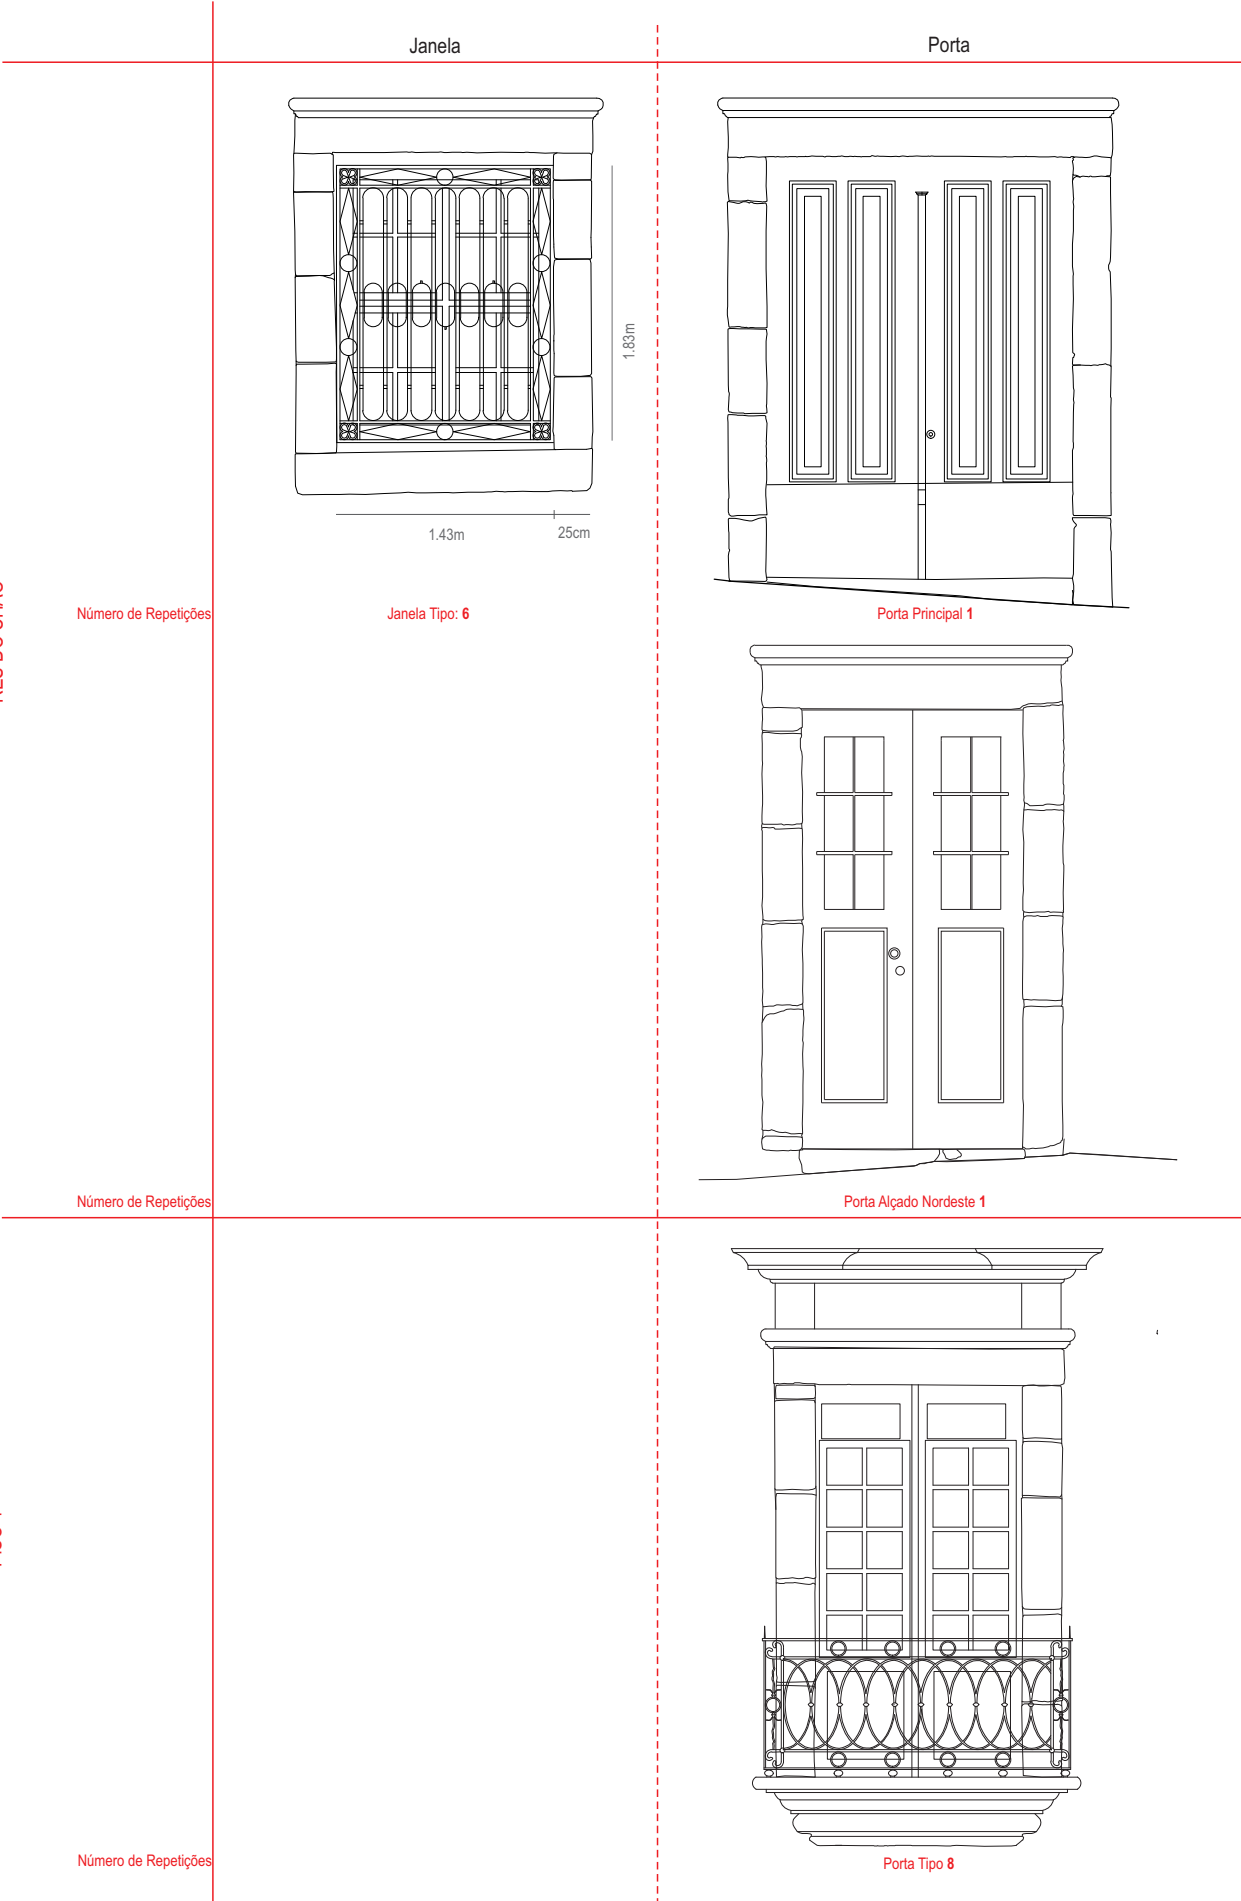 Janela
Porta
1.83m
1.43m
25cm
Número de Repetições
Janela Tipo: 6
Porta Principal 1
Número de Repetições
Porta Alçado Nordeste 1
Número de Repetições
Porta Tipo 8